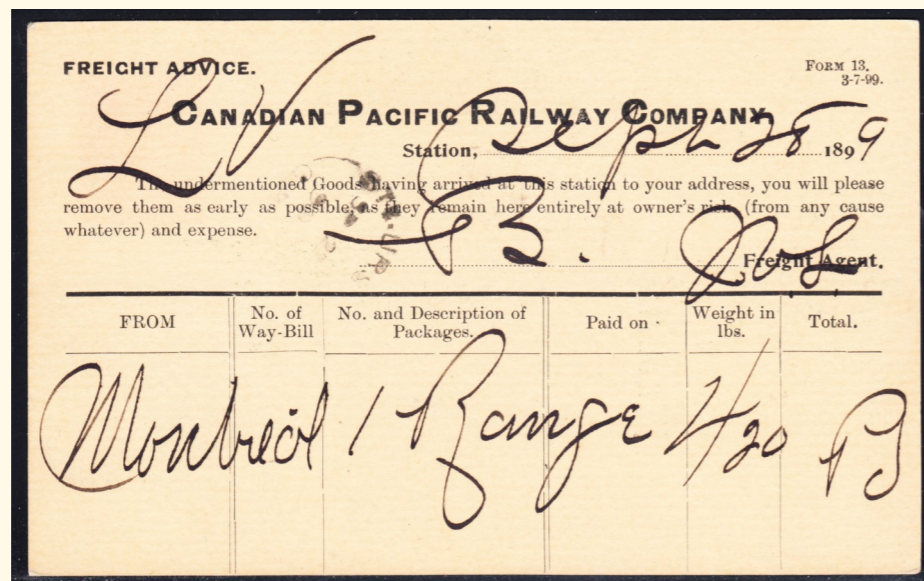 FREIGHT ADVICE.
FORM 13.
3-7-99.
LV
CANADIAN PACIFIC RAILWAY COMPANY
Station, Sept 28 1899
The undermentioned Goods having arrived at this station to your address, you will please
remove them as early as possible, as they remain here entirely at owner's risk (from any cause
whatever) and expense.
B.
Freight Agent.
FROM No. of Way-Bill No. and Description of Packages. Paid on Weight in lbs. Total.
Montreal 1 Range 420